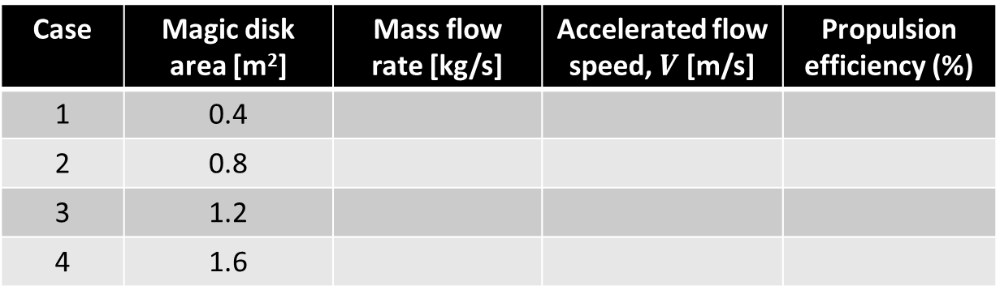 Case Magic disk Mass flow Accelerated flow Propulsion
area [m²] rate [kg/s] speed, V [m/s] efficiency (%)
1 0.4
2 0.8
3 1.2
4 1.6